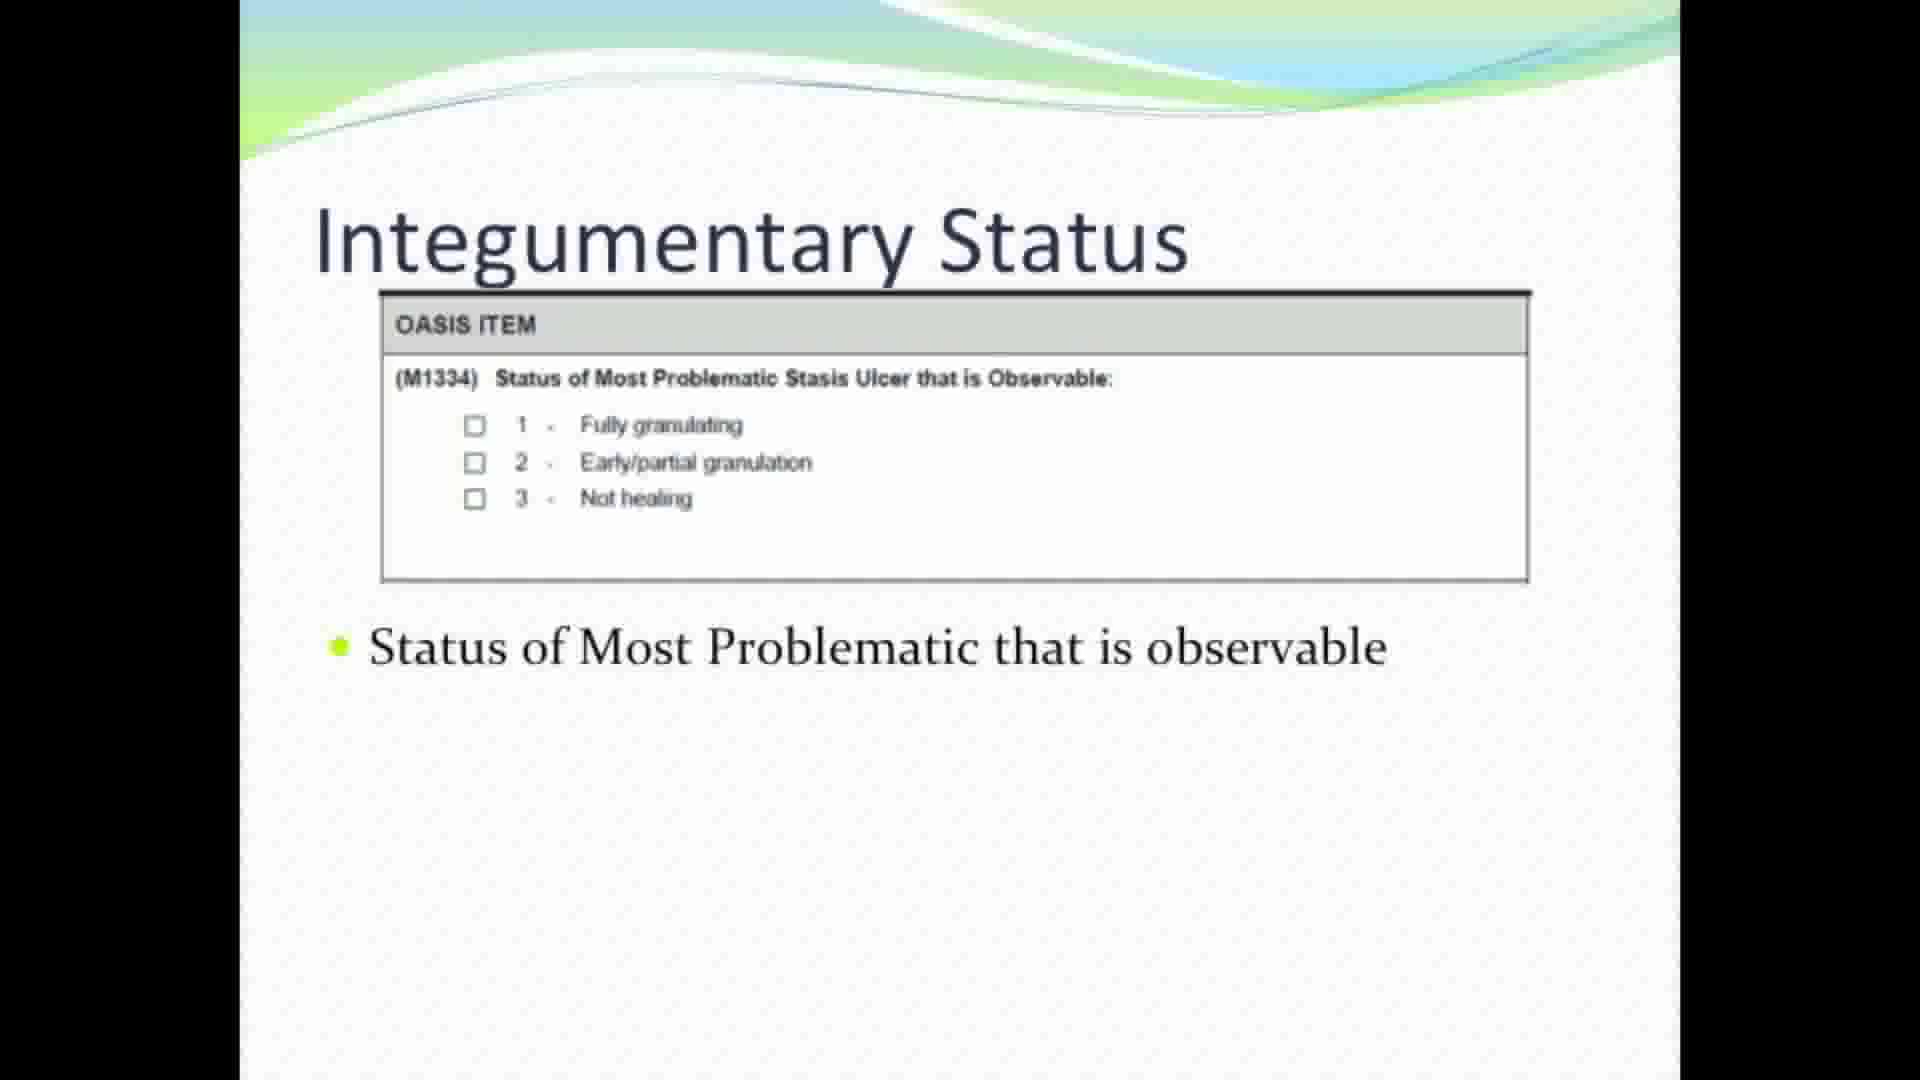 Integumentary Status
OASIS ITEM
(M1334) Status of Most Problematic Stasis Ulcer that is Observable:
1 - Fully granulating
2 - Early/partial granulation
3 - Not healing
• Status of Most Problematic that is observable